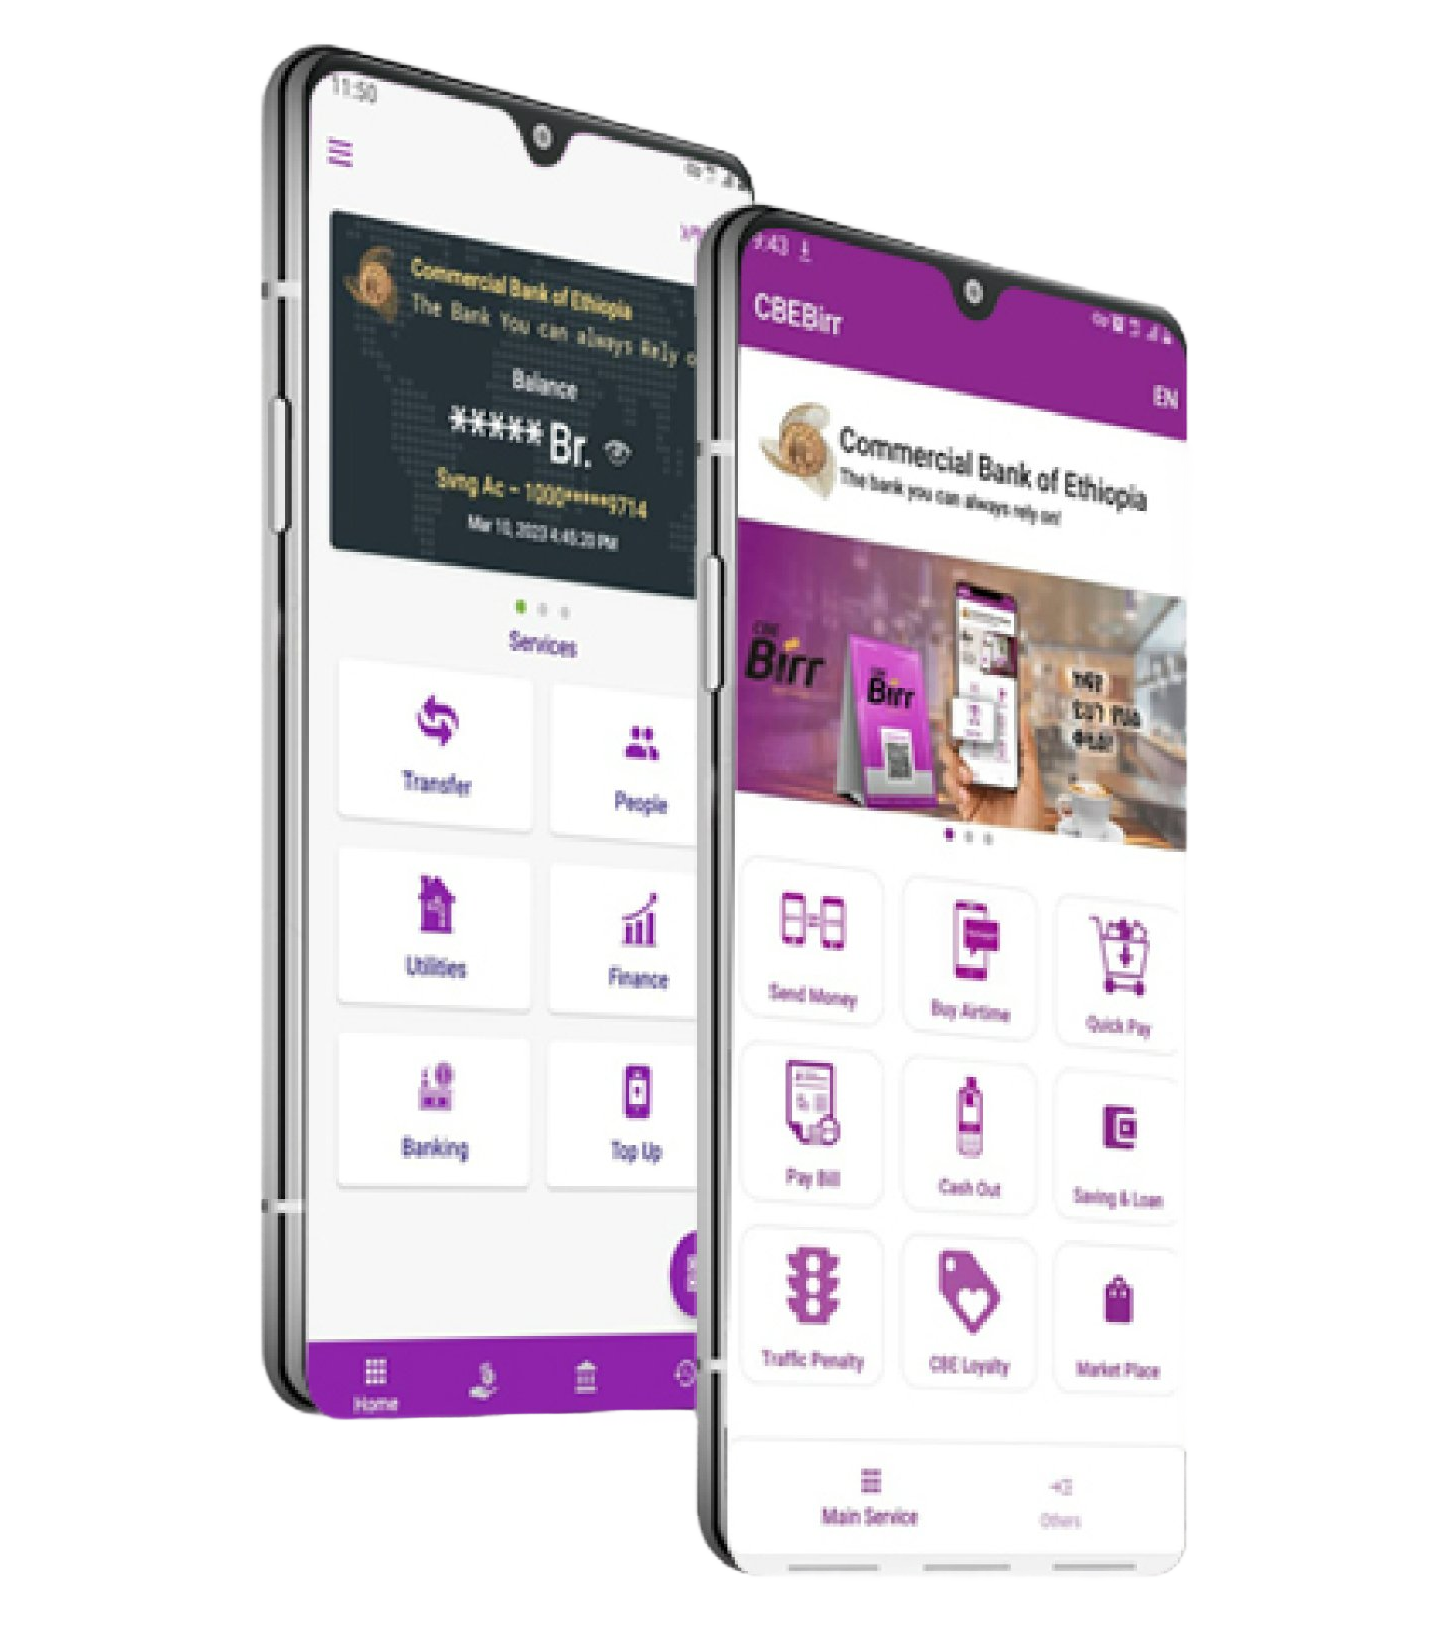 11:50
Commercial Bank of Ethiopia
The Bank You can always Rely
Balance
***** Br.
Svng Ac - 1000*****9714
Mar 10, 2023 4:45:20 PM
Services
Transfer
People
Utilities
Finance
Banking
Top Up
Home
9:43
CBEBirr
EN
Commercial Bank of Ethiopia
The bank you can always rely on!
CBE
Birr
CBE
Birr
Send Money
Buy Airtime
Quick Pay
Pay Bill
Cash Out
Saving & Loan
Traffic Penalty
CBE Loyalty
Market Place
Main Service
Others